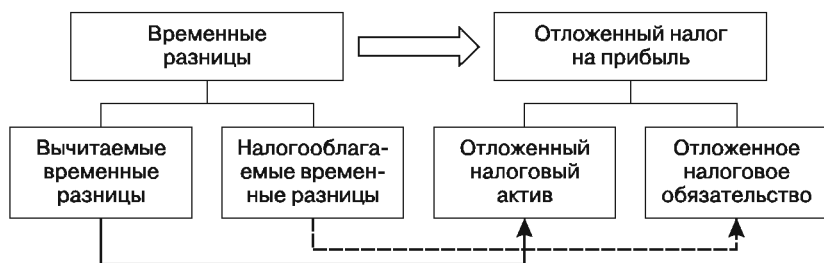 Временные
разницы
Отложенный налог
на прибыль
Вычитаемые
временные
разницы
Налогооблага-
емые времен-
ные разницы
Отложенный
налоговый
актив
Отложенное
налоговое
обязательство